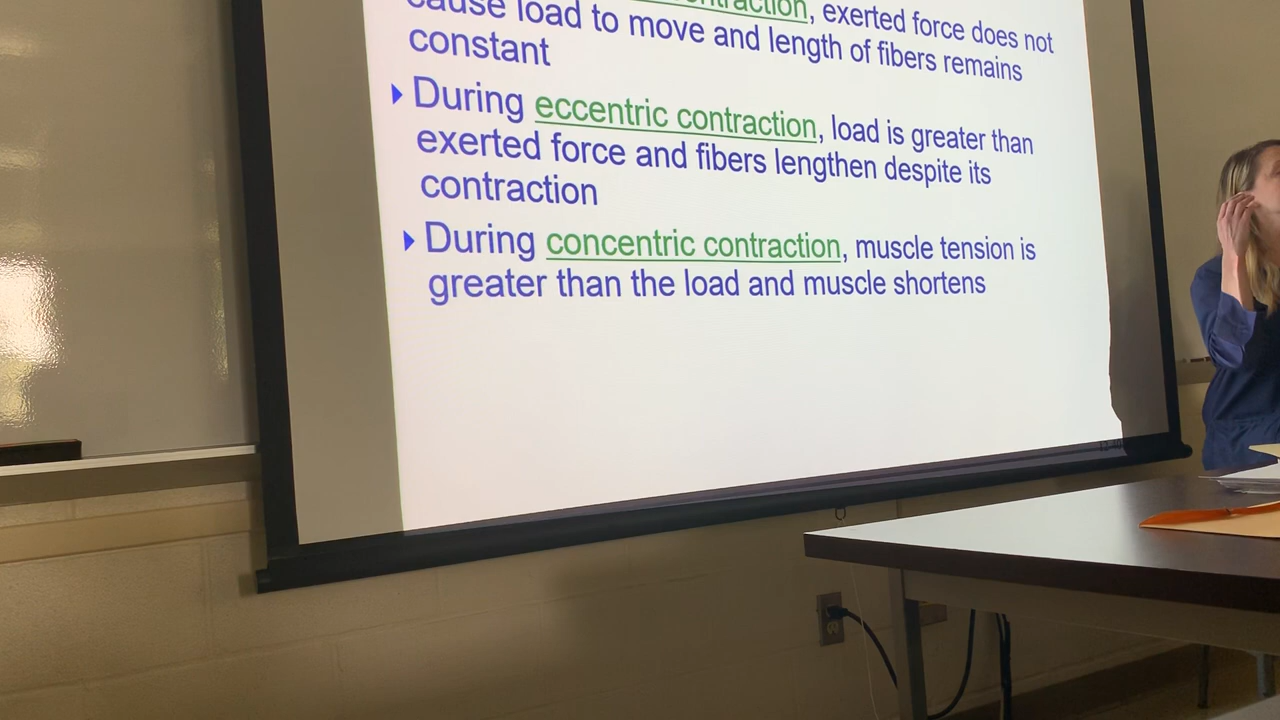 contraction, exerted force does not
cause load to move and length of fibers remains
constant
During eccentric contraction, load is greater than
exerted force and fibers lengthen despite its
contraction
During concentric contraction, muscle tension is
greater than the load and muscle shortens